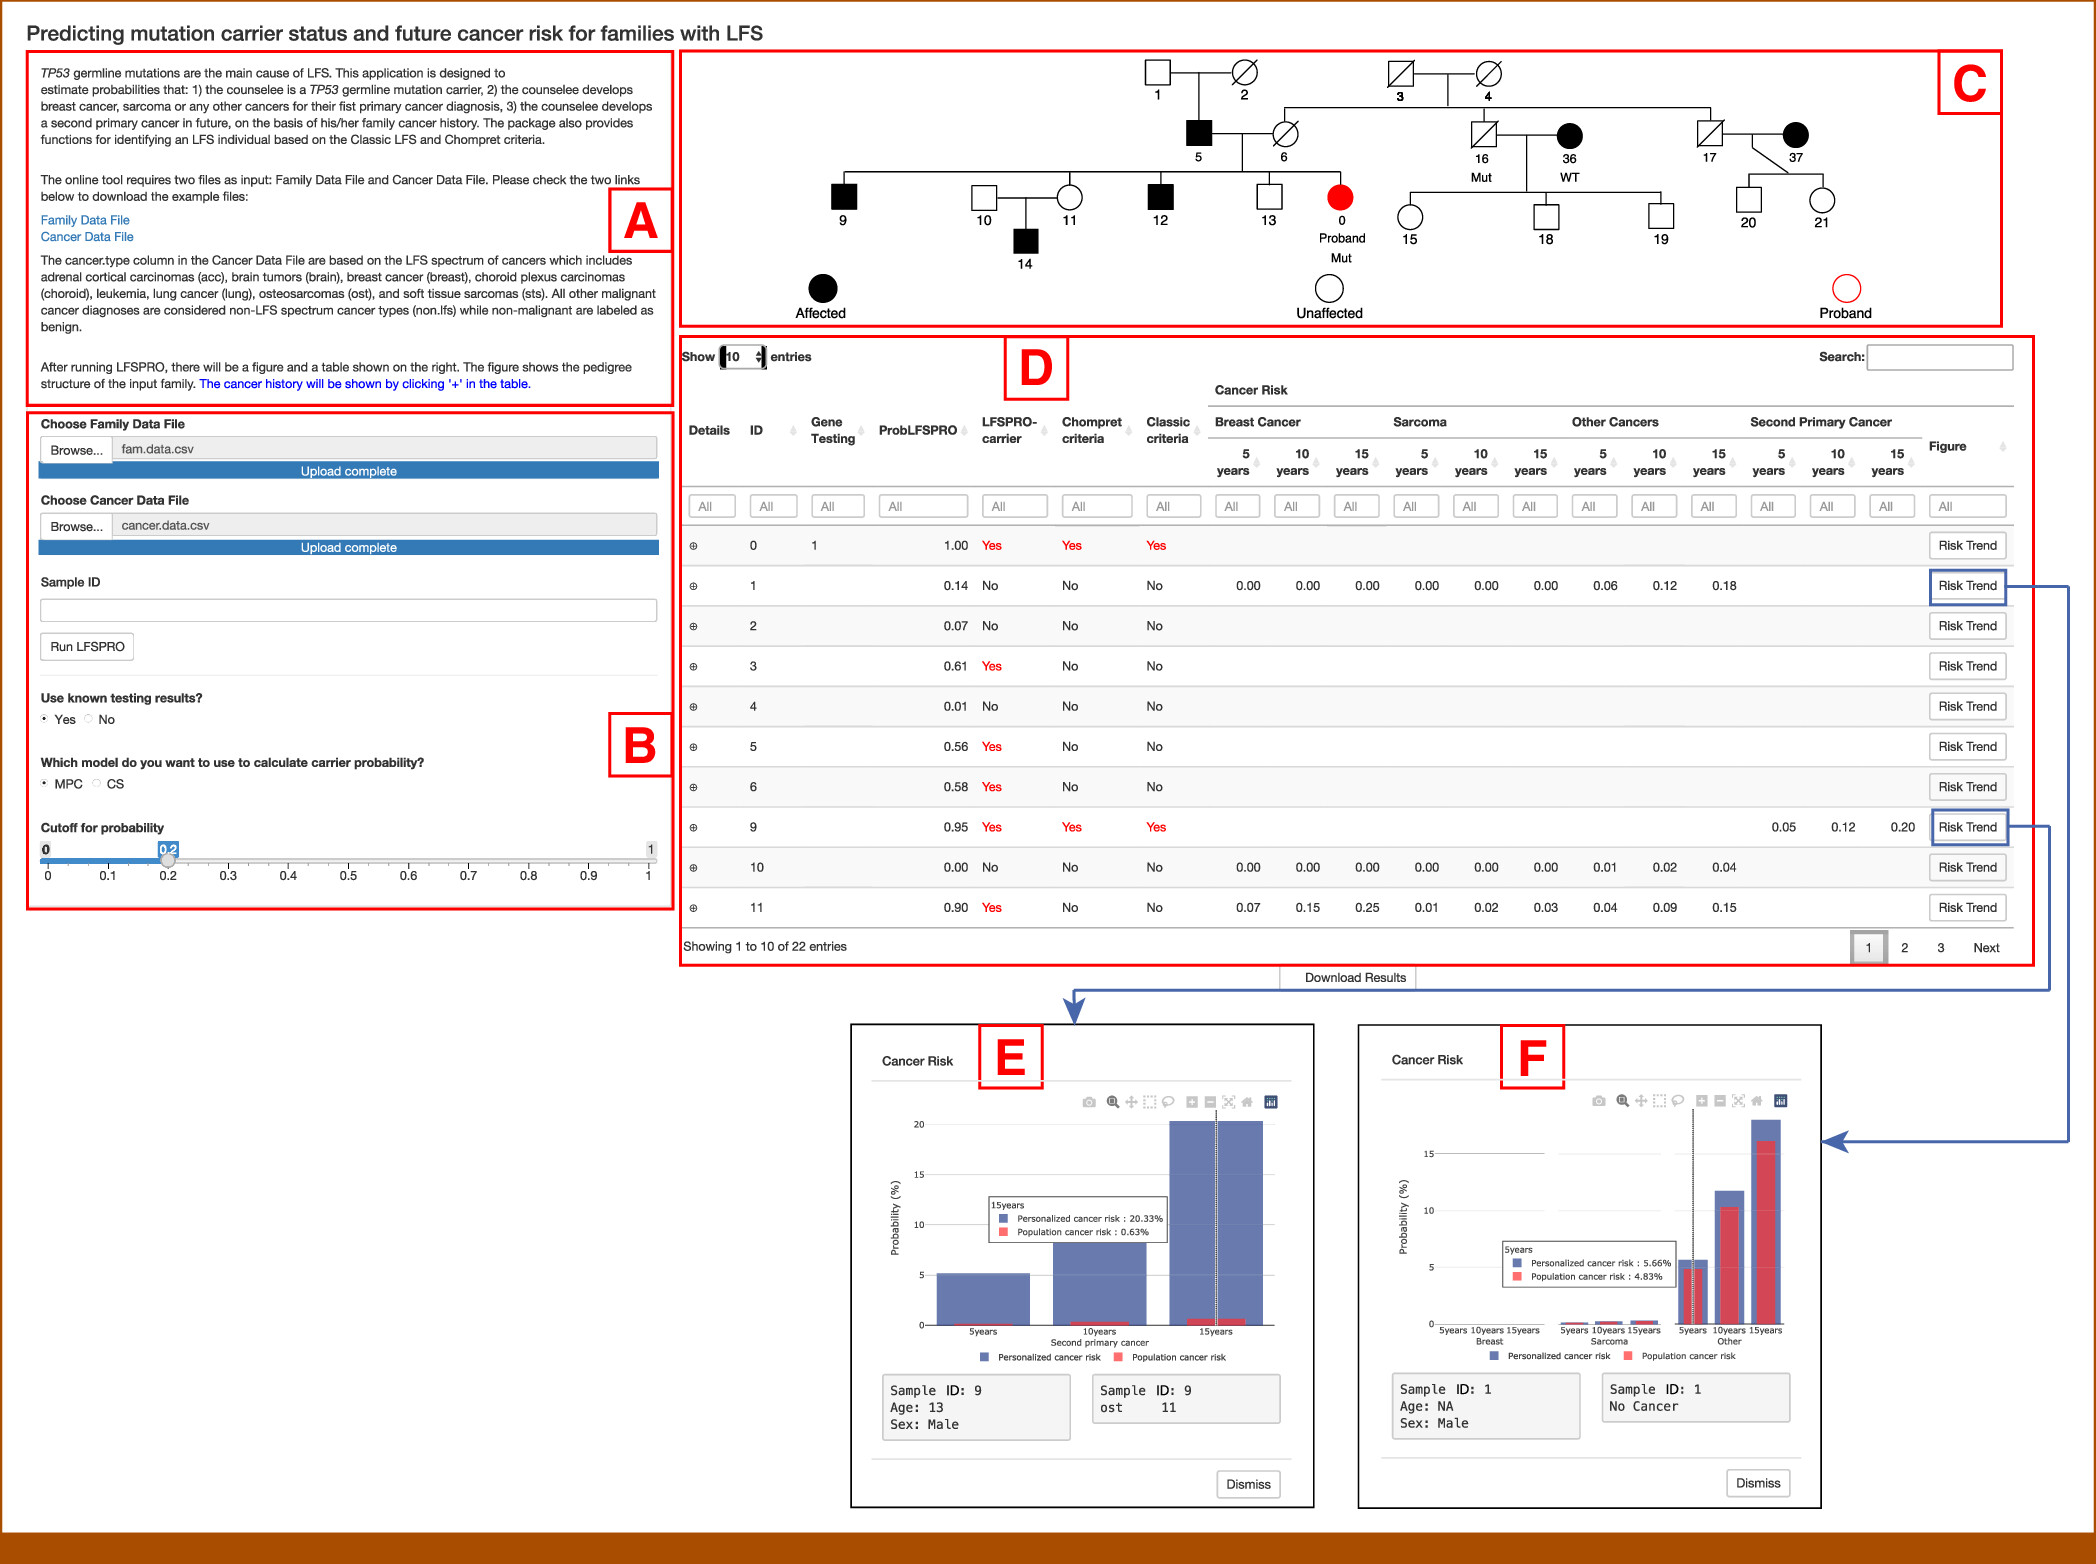 Predicting mutation carrier status and future cancer risk for families with LFS
A
TP53 germline mutations are the main cause of LFS. This application is designed to
estimate probabilities that: 1) the counselee is a TP53 germline mutation carrier, 2) the counselee develops
breast cancer, sarcoma or any other cancers for their fist primary cancer diagnosis, 3) the counselee develops
a second primary cancer in future, on the basis of his/her family cancer history. The package also provides
functions for identifying an LFS individual based on the Classic LFS and Chompret criteria.
The online tool requires two files as input: Family Data File and Cancer Data File. Please check the two links
below to download the example files:
Family Data File
Cancer Data File
The cancer.type column in the Cancer Data File are based on the LFS spectrum of cancers which includes
adrenal cortical carcinomas (acc), brain tumors (brain), breast cancer (breast), choroid plexus carcinomas
(choroid), leukemia, lung cancer (lung), osteosarcomas (ost), and soft tissue sarcomas (sts). All other malignant
cancer diagnoses are considered non-LFS spectrum cancer types (non.lfs) while non-malignant are labeled as
benign.
After running LFSPRO, there will be a figure and a table shown on the right. The figure shows the pedigree
structure of the input family. The cancer history will be shown by clicking '+' in the table.
B
Choose Family Data File
Browse... fam.data.csv
Upload complete
Choose Cancer Data File
Browse... cancer.data.csv
Upload complete
Sample ID
Run LFSPRO
Use known testing results?
Yes No
Which model do you want to use to calculate carrier probability?
MPC CS
Cutoff for probability
0 0.2 1
0 0.1 0.2 0.3 0.4 0.5 0.6 0.7 0.8 0.9 1
C
1 2 3 4
5 6 16 36 17 37
Mut WT
9 10 11 12 13 0 15 18 19 20 21
Proband
Mut
14
Affected Unaffected Proband
D
Show 10 entries Search:
Cancer Risk
Details ID Gene Testing ProbLFSPRO LFSPRO-carrier Chompret criteria Classic criteria Breast Cancer Sarcoma Other Cancers Second Primary Cancer Figure
5 years 10 years 15 years 5 years 10 years 15 years 5 years 10 years 15 years 5 years 10 years 15 years
All All All All All All All All All All All All All All All All All All All All
0 1 1.00 Yes Yes Yes Risk Trend
1 0.14 No No No 0.00 0.00 0.00 0.00 0.00 0.00 0.06 0.12 0.18 Risk Trend
2 0.07 No No No Risk Trend
3 0.61 Yes No No Risk Trend
4 0.01 No No No Risk Trend
5 0.56 Yes No No Risk Trend
6 0.58 Yes No No Risk Trend
9 0.95 Yes Yes Yes 0.05 0.12 0.20 Risk Trend
10 0.00 No No No 0.00 0.00 0.00 0.00 0.00 0.00 0.01 0.02 0.04 Risk Trend
11 0.90 Yes No No 0.07 0.15 0.25 0.01 0.02 0.03 0.04 0.09 0.15 Risk Trend
Showing 1 to 10 of 22 entries 1 2 3 Next
Download Results
E
Cancer Risk
Probability (%)
20
15
10
5
0
15years
Personalized cancer risk : 20.33%
Population cancer risk : 0.63%
5years 10years 15years
Second primary cancer
Personalized cancer risk Population cancer risk
Sample ID: 9
Age: 13
Sex: Male
Sample ID: 9
ost 11
Dismiss
F
Cancer Risk
Probability (%)
15
10
5
0
5years
Personalized cancer risk : 5.66%
Population cancer risk : 4.83%
5years 10years 15years 5years 10years 15years 5years 10years 15years
Breast Sarcoma Other
Personalized cancer risk Population cancer risk
Sample ID: 1
Age: NA
Sex: Male
Sample ID: 1
No Cancer
Dismiss